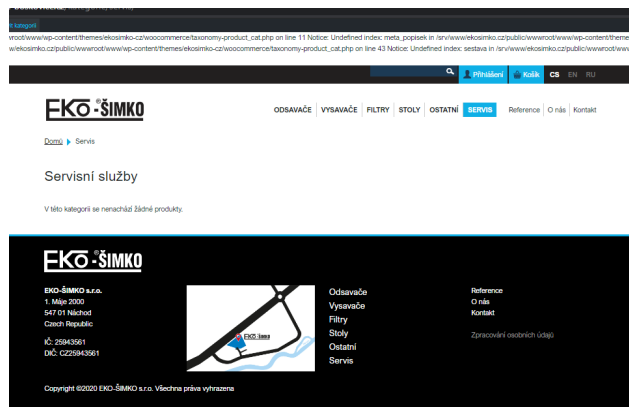 t kategorii
wroot/www/wp-content/themes/ekosimko-cz/woocommerce/taxonomy-product_cat.php on line 11 Notice: Undefined index: meta_popisek in /srv/www/ekosimko.cz/public/wwwroot/www/wp-content/theme
w/ekosimko.cz/public/wwwroot/www/wp-content/themes/ekosimko-cz/woocommerce/taxonomy-product_cat.php on line 43 Notice: Undefined index: sestava in /srv/www/ekosimko.cz/public/wwwroot/www
Přihlášení Košík CS EN RU
EKO-ŠIMKO
ODSAVAČE VYSAVAČE FILTRY STOLY OSTATNÍ SERVIS Reference O nás Kontakt
Domů Servis
Servisní služby
V této kategorii se nenachází žádné produkty.
EKO-ŠIMKO
EKO-ŠIMKO s.r.o.
1. Máje 2000
547 01 Náchod
Czech Republic
IČ: 25943561
DIČ: CZ25943561
EKO-ŠIMKO
Odsavače
Vysavače
Filtry
Stoly
Ostatní
Servis
Reference
O nás
Kontakt
Zpracování osobních údajů
Copyright ©2020 EKO-ŠIMKO s.r.o. Všechna práva vyhrazena